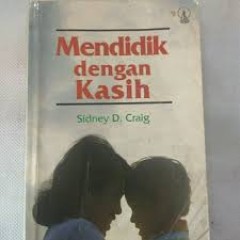 Mendidik
dengan
Kasih
Sidney D. Craig